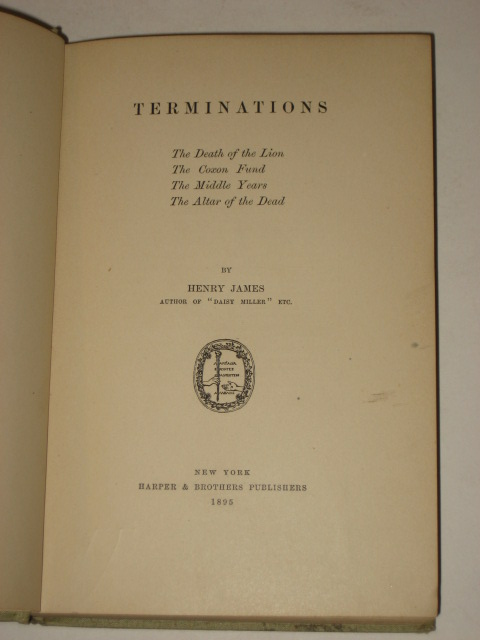 TERMINATIONS
The Death of the Lion
The Coxon Fund
The Middle Years
The Altar of the Dead
BY
HENRY JAMES
AUTHOR OF "DAISY MILLER" ETC.
NEW YORK
HARPER & BROTHERS PUBLISHERS
1895